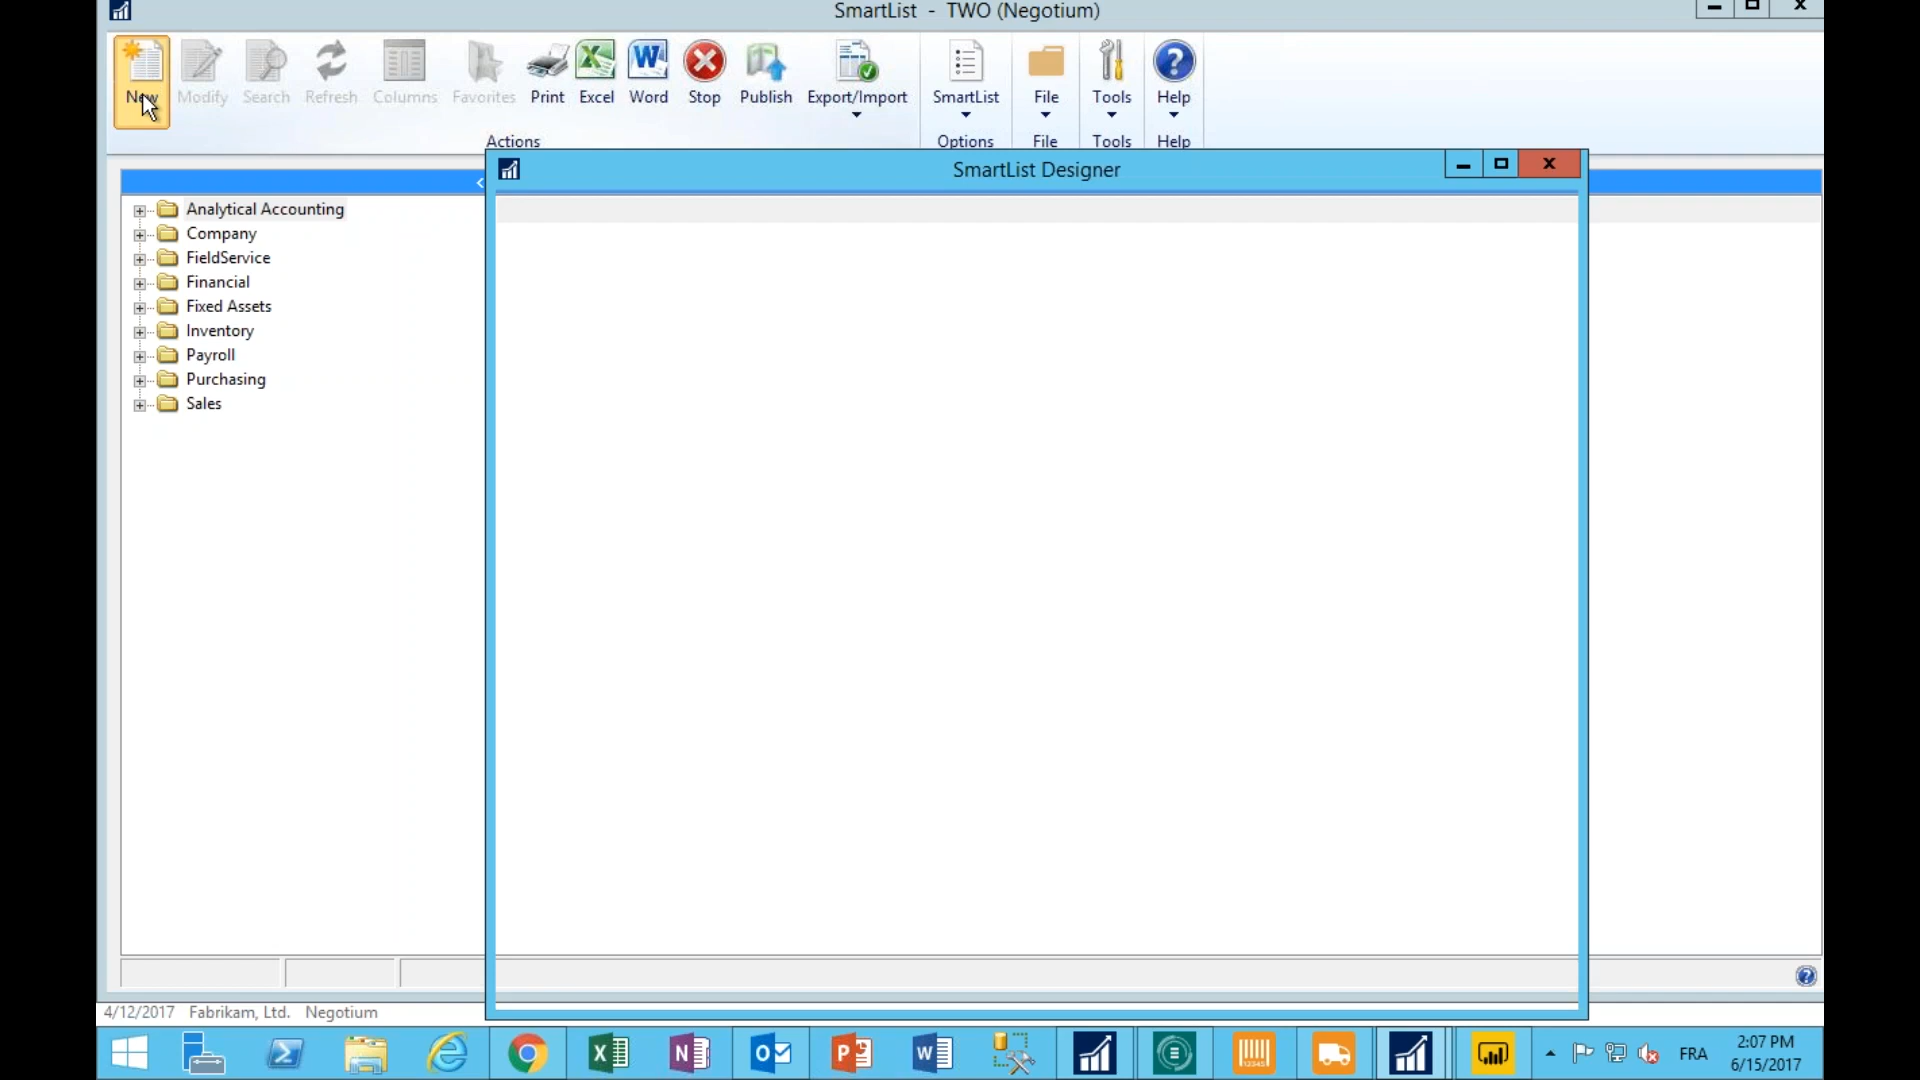 SmartList - TWO (Negotium)
New Modify Search Refresh Columns Favorites Print Excel Word Stop Publish Export/Import SmartList File Tools Help
Actions Options File Tools Help
SmartList Designer
Analytical Accounting
Company
FieldService
Financial
Fixed Assets
Inventory
Payroll
Purchasing
Sales
4/12/2017 Fabrikam, Ltd. Negotium
FRA
2:07 PM
6/15/2017